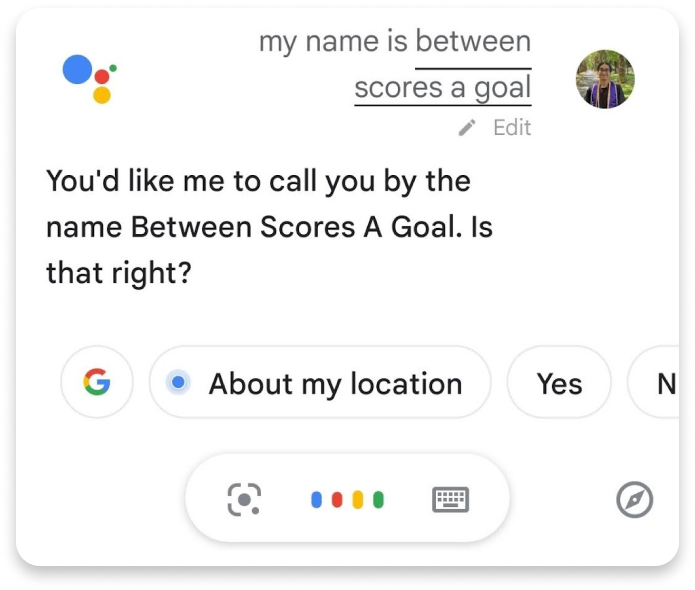 my name is between
scores a goal
Edit
You'd like me to call you by the
name Between Scores A Goal. Is
that right?
G
About my location
Yes
N